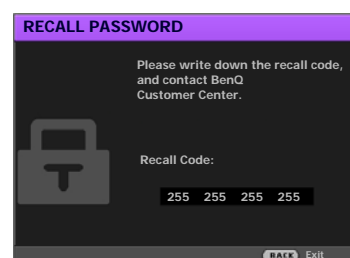 RECALL PASSWORD
Please write down the recall code,
and contact BenQ
Customer Center.
Recall Code:
255 255 255 255
BACK Exit